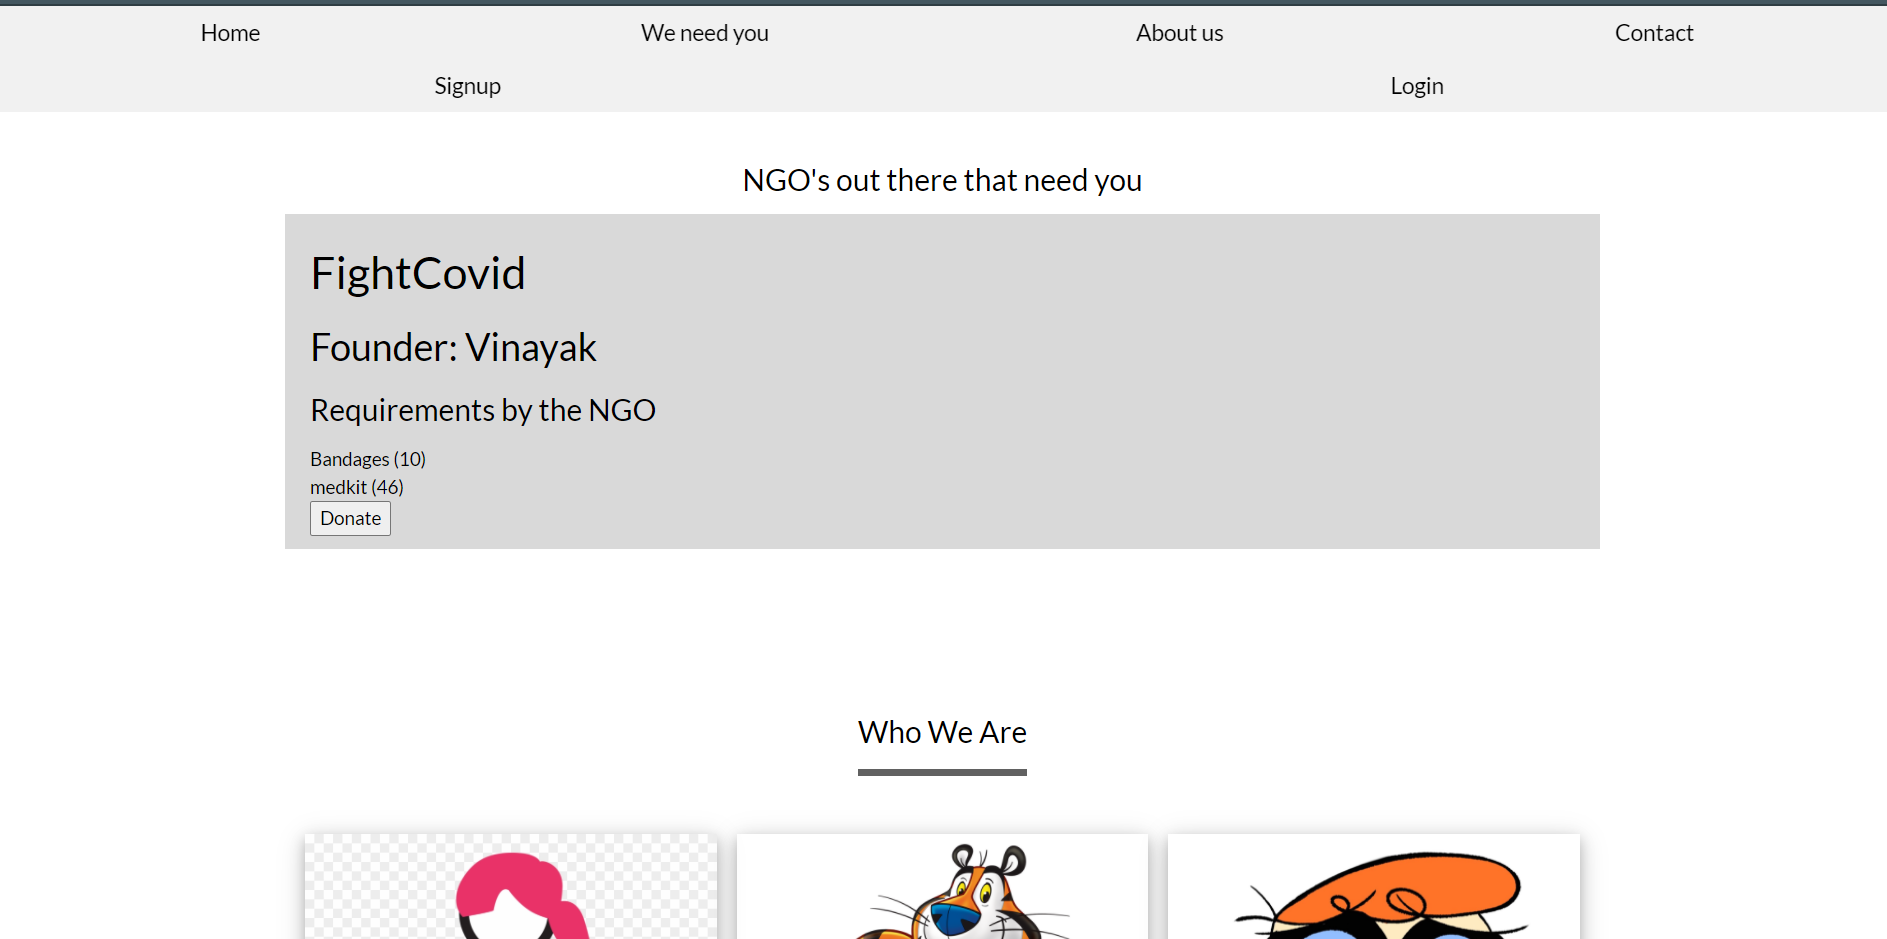 Home We need you About us Contact
Signup Login
NGO's out there that need you
FightCovid
Founder: Vinayak
Requirements by the NGO
Bandages (10)
medkit (46)
Donate
Who We Are